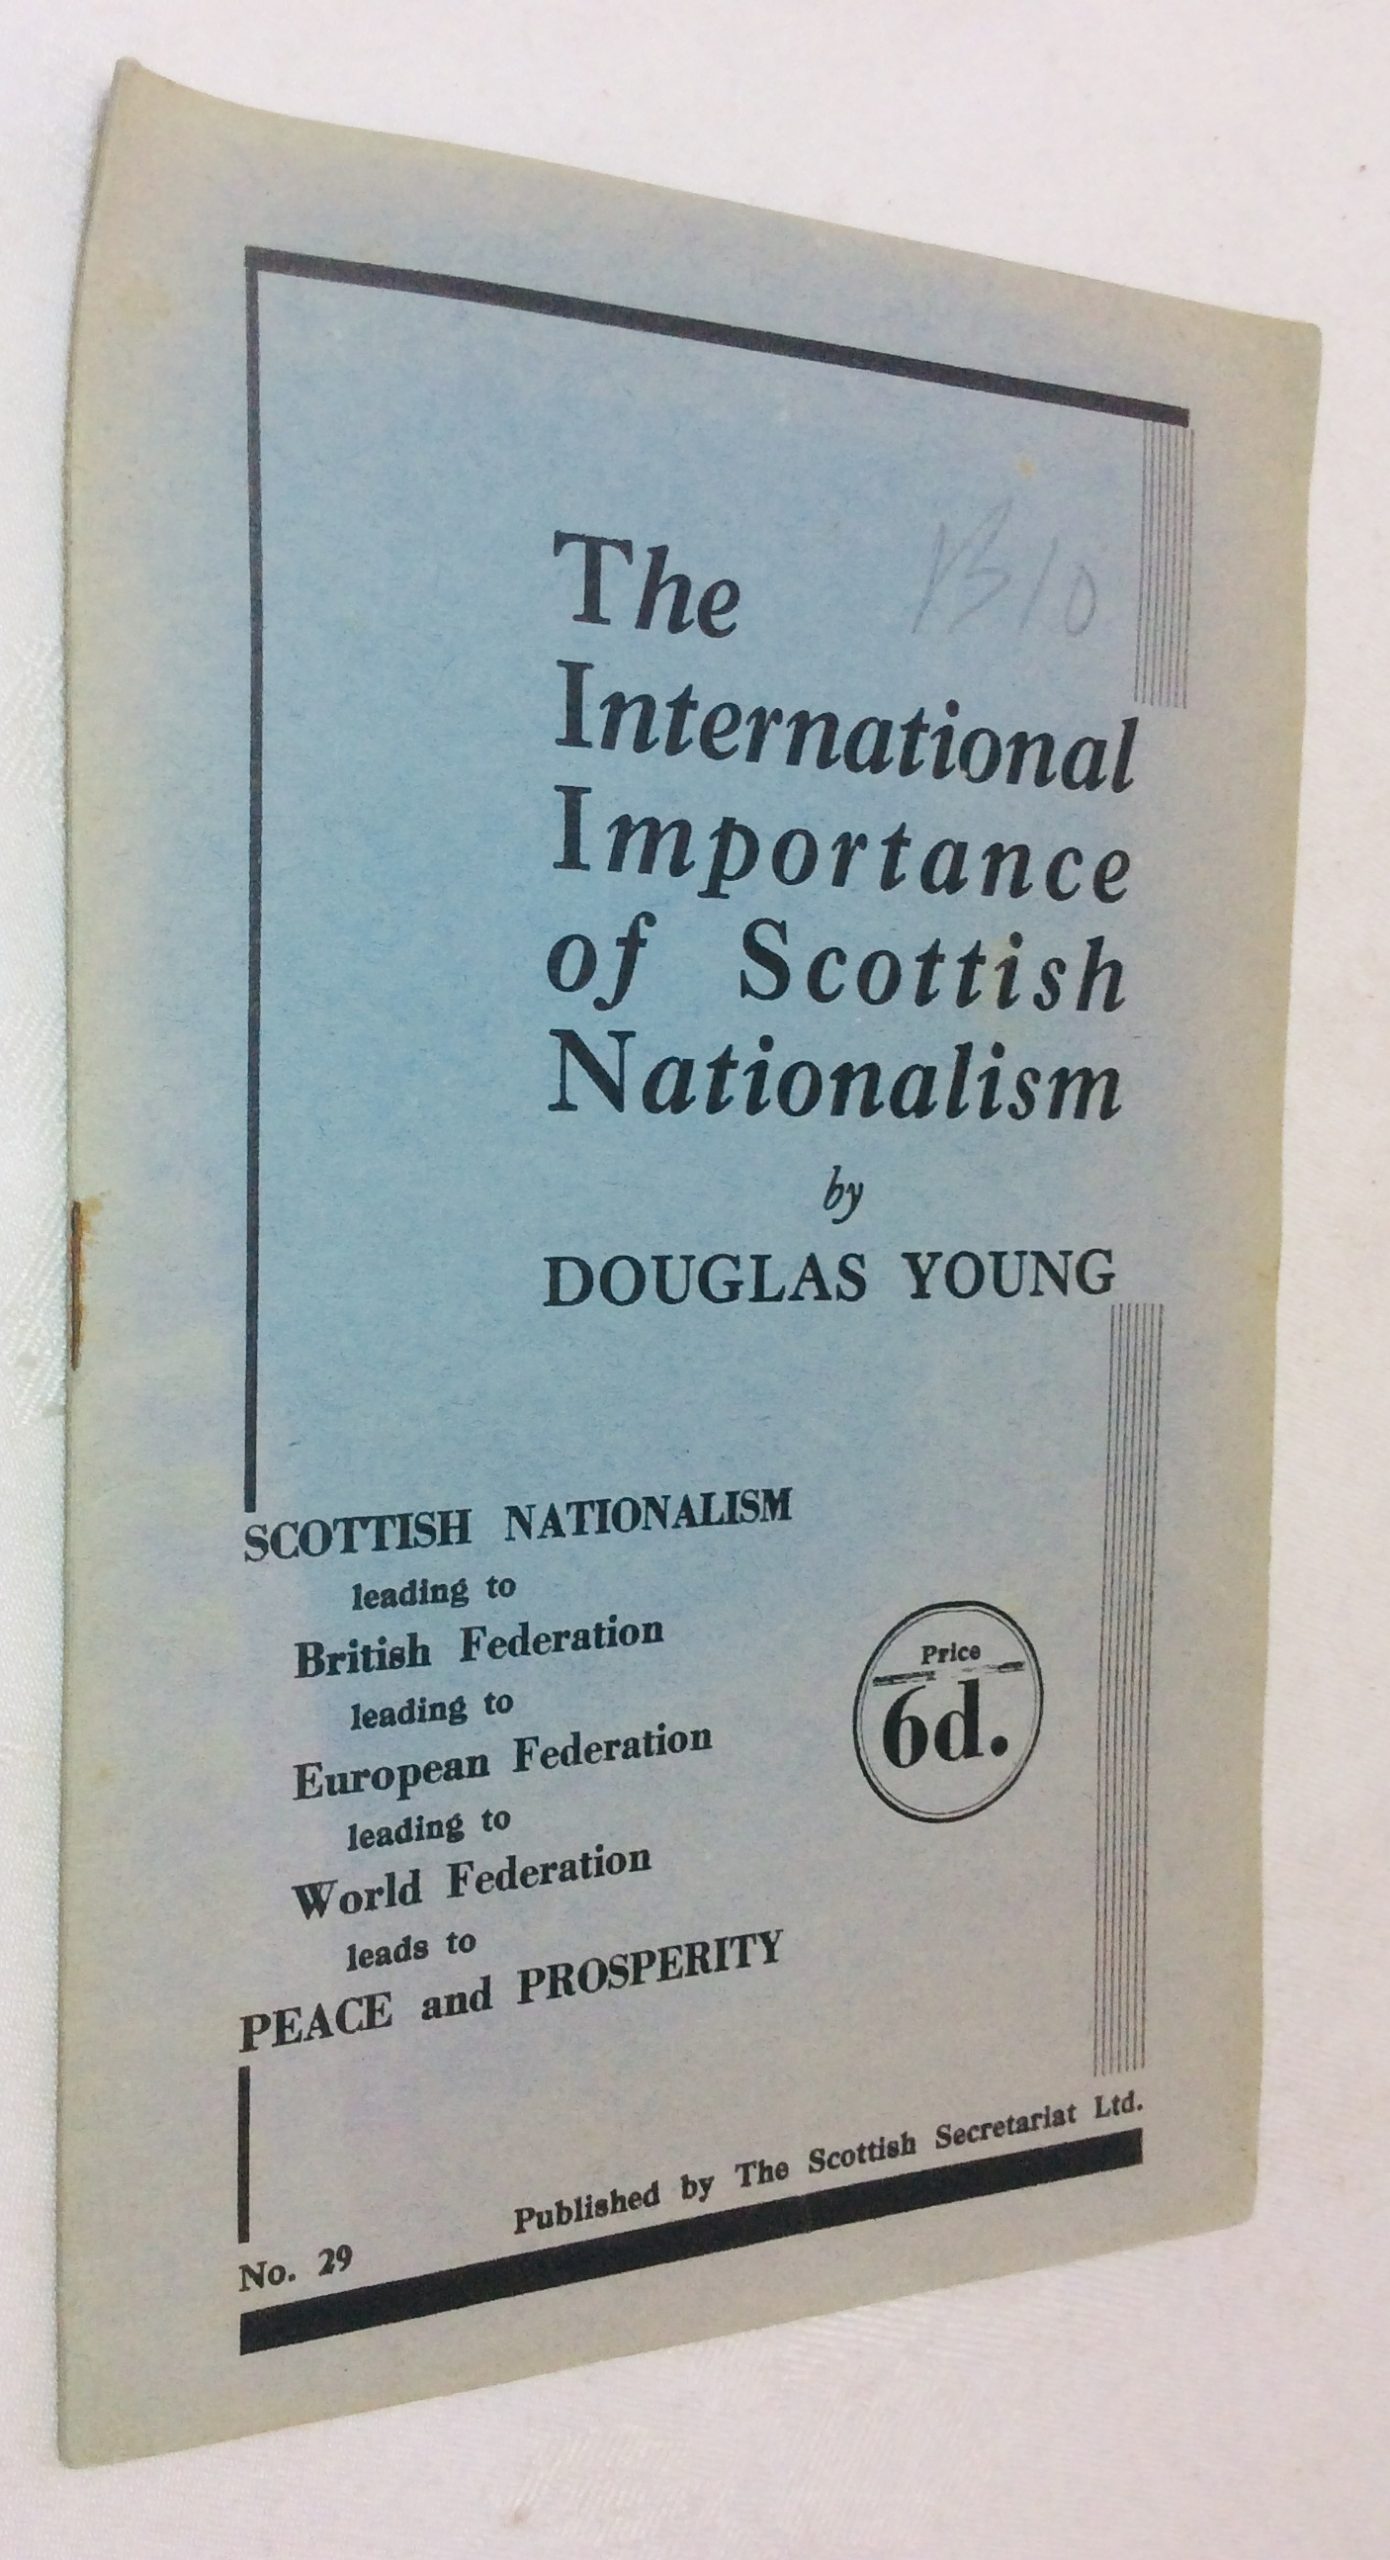 The
International
Importance
of Scottish
Nationalism
by
DOUGLAS YOUNG
SCOTTISH NATIONALISM
leading to
British Federation
leading to
European Federation
leading to
World Federation
leads to
PEACE and PROSPERITY
Price
6d.
Published by The Scottish Secretariat Ltd.
No. 29